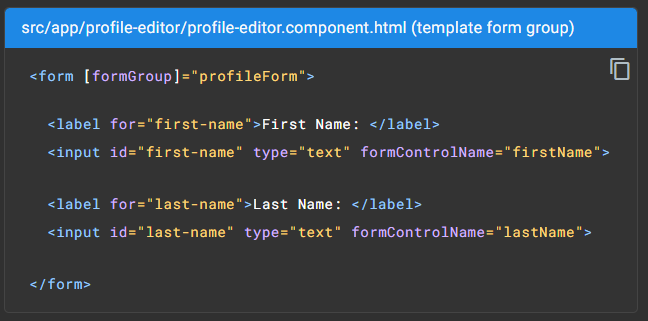 src/app/profile-editor/profile-editor.component.html (template form group)
<form [formGroup]="profileForm">
<label for="first-name">First Name: </label>
<input id="first-name" type="text" formControlName="firstName">
<label for="last-name">Last Name: </label>
<input id="last-name" type="text" formControlName="lastName">
</form>